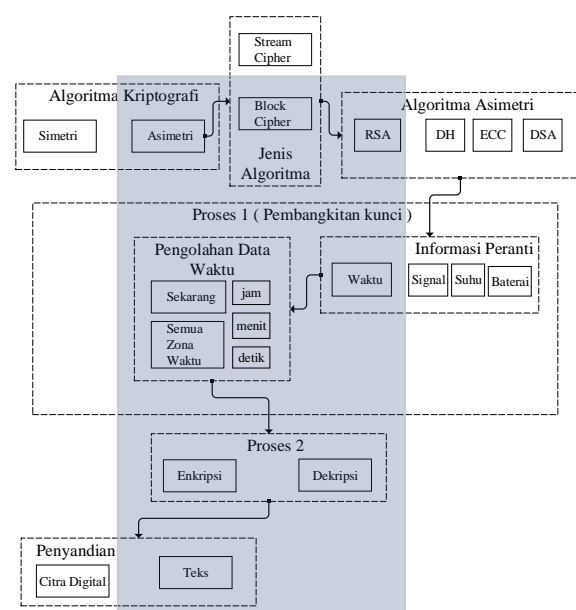 Stream
Cipher
Algoritma Kriptografi
Simetri
Asimetri
Block
Cipher
Jenis
Algoritma
Algoritma Asimetri
RSA
DH
ECC
DSA
Proses 1 ( Pembangkitan kunci )
Pengolahan Data
Waktu
Sekarang
jam
Semua
Zona
Waktu
menit
detik
Informasi Peranti
Waktu
Signal
Suhu
Baterai
Proses 2
Enkripsi
Dekripsi
Penyandian
Citra Digital
Teks